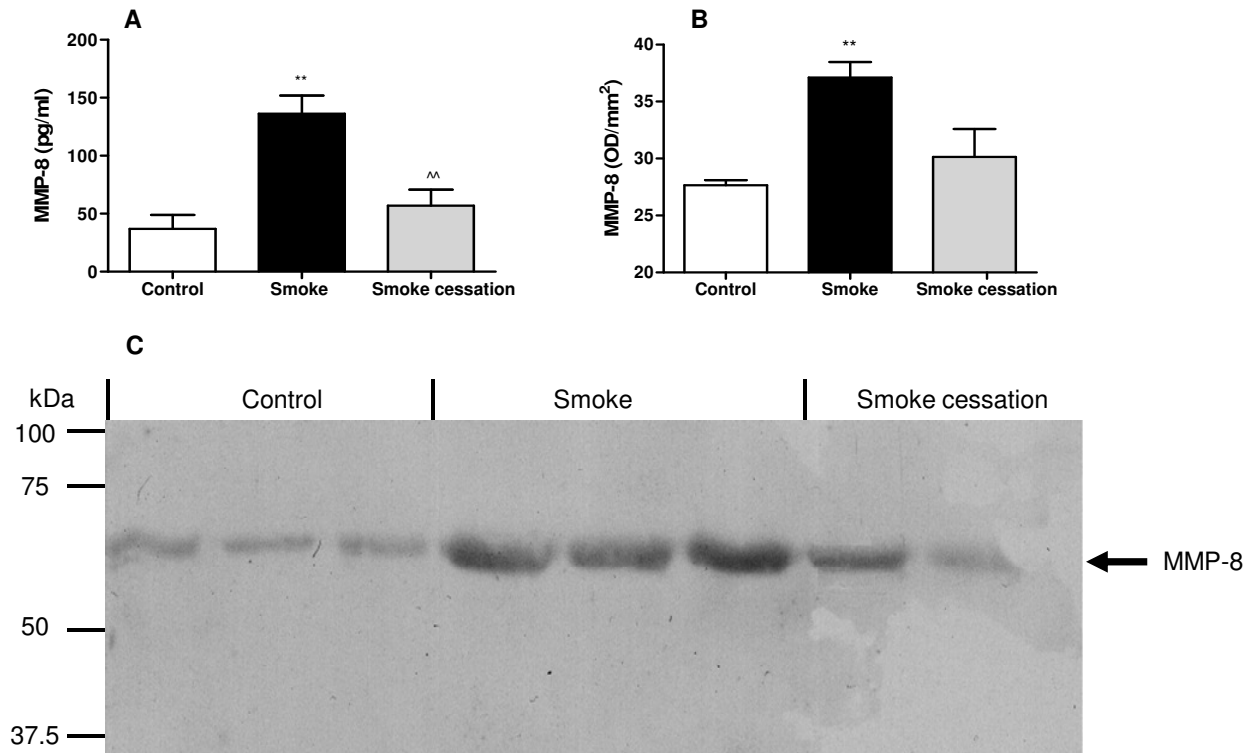 A
MMP-8 (pg/ml)
200
150
100
50
0
**
^^
Control Smoke Smoke cessation
B
MMP-8 (OD/mm²)
40
35
30
25
20
**
Control Smoke Smoke cessation
C
kDa Control Smoke Smoke cessation
100
75
MMP-8
50
37.5